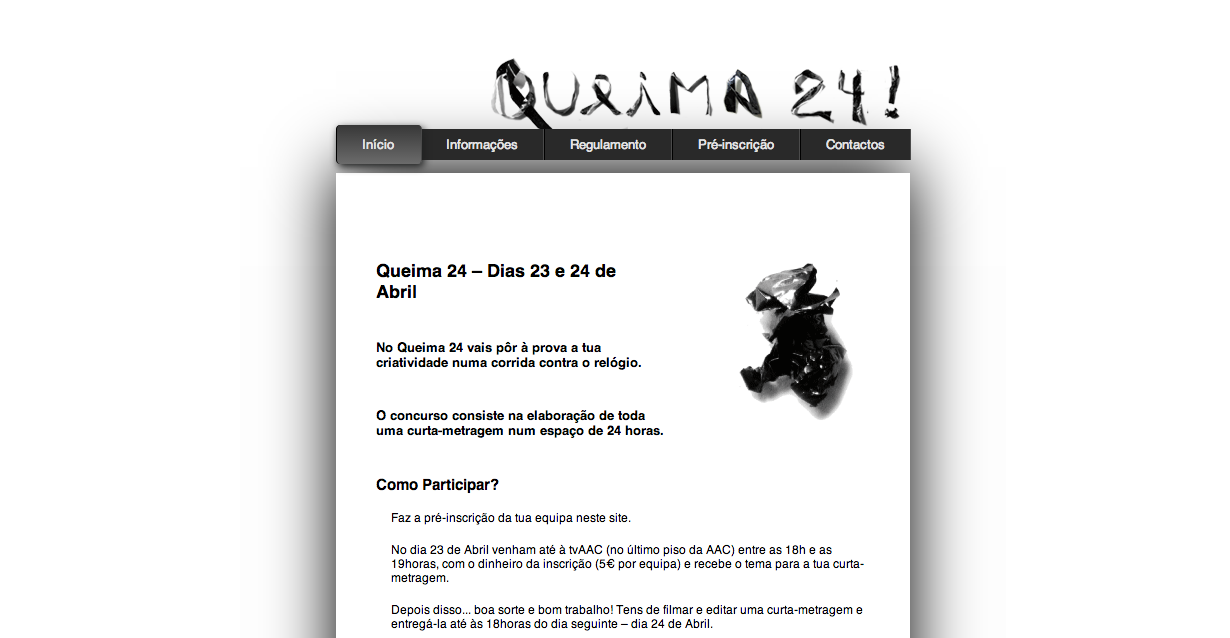 QUEIMA 24!
Início Informações Regulamento Pré-inscrição Contactos
Queima 24 – Dias 23 e 24 de
Abril
No Queima 24 vais pôr à prova a tua
criatividade numa corrida contra o relógio.
O concurso consiste na elaboração de toda
uma curta-metragem num espaço de 24 horas.
Como Participar?
Faz a pré-inscrição da tua equipa neste site.
No dia 23 de Abril venham até à tvAAC (no último piso da AAC) entre as 18h e as
19horas, com o dinheiro da inscrição (5€ por equipa) e recebe o tema para a tua curta-
metragem.
Depois disso... boa sorte e bom trabalho! Tens de filmar e editar uma curta-metragem e
entregá-la até às 18horas do dia seguinte – dia 24 de Abril.